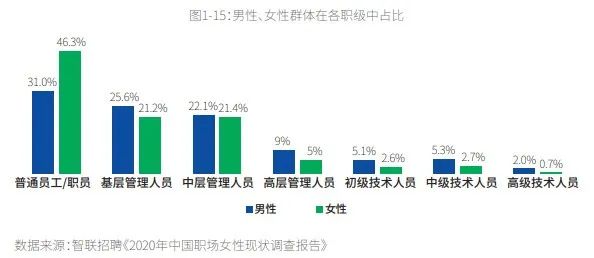 图1-15：男性、女性群体在各职级中占比
31.0% 46.3% 25.6% 21.2% 22.1% 21.4% 9% 5% 5.1% 2.6% 5.3% 2.7% 2.0% 0.7%
普通员工/职员 基层管理人员 中层管理人员 高层管理人员 初级技术人员 中级技术人员 高级技术人员
男性 女性
数据来源：智联招聘《2020年中国职场女性现状调查报告》